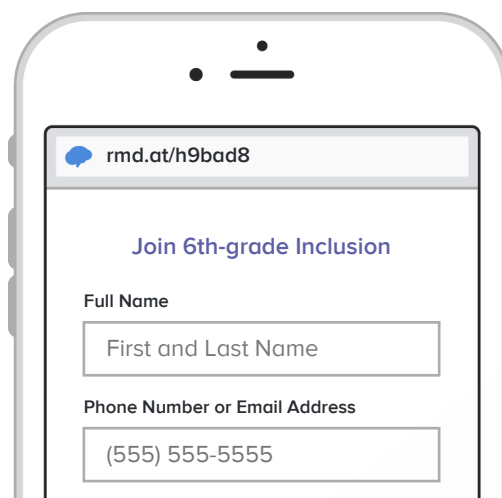 rmd.at/h9bad8
Join 6th-grade Inclusion
Full Name
First and Last Name
Phone Number or Email Address
(555) 555-5555